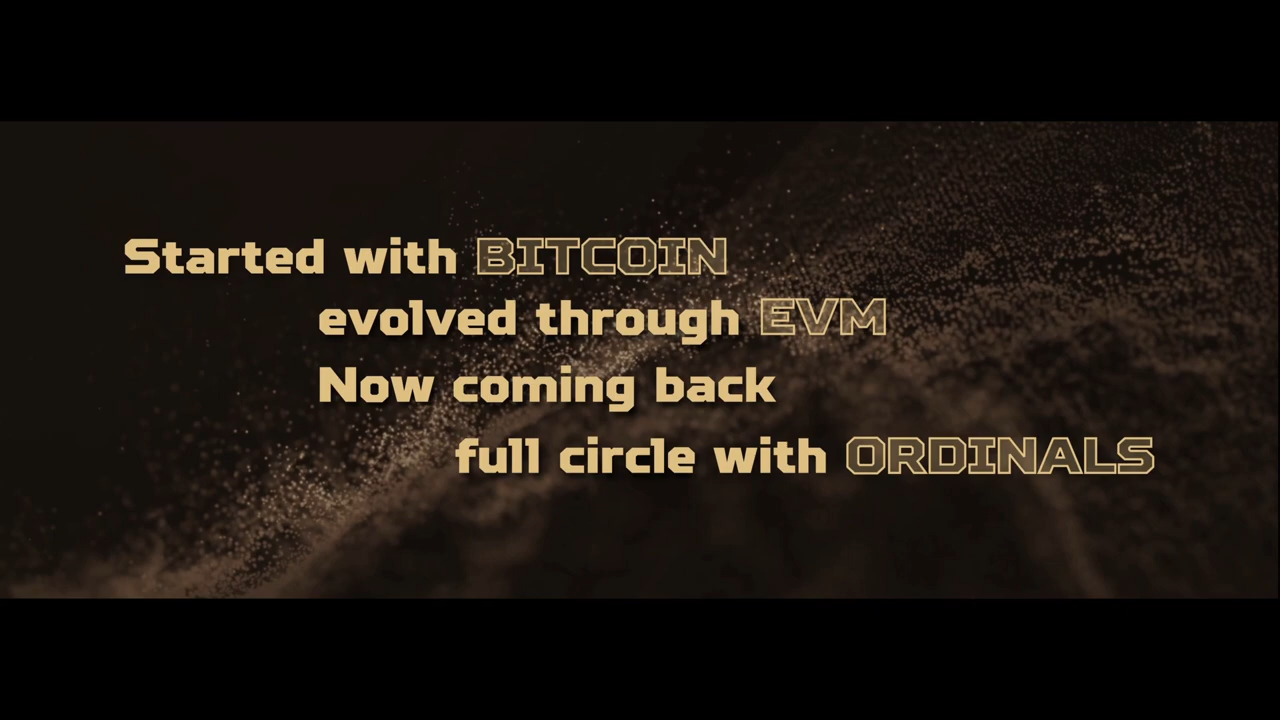 Started with BITCOIN
evolved through EVM
Now coming back
full circle with ORDINALS